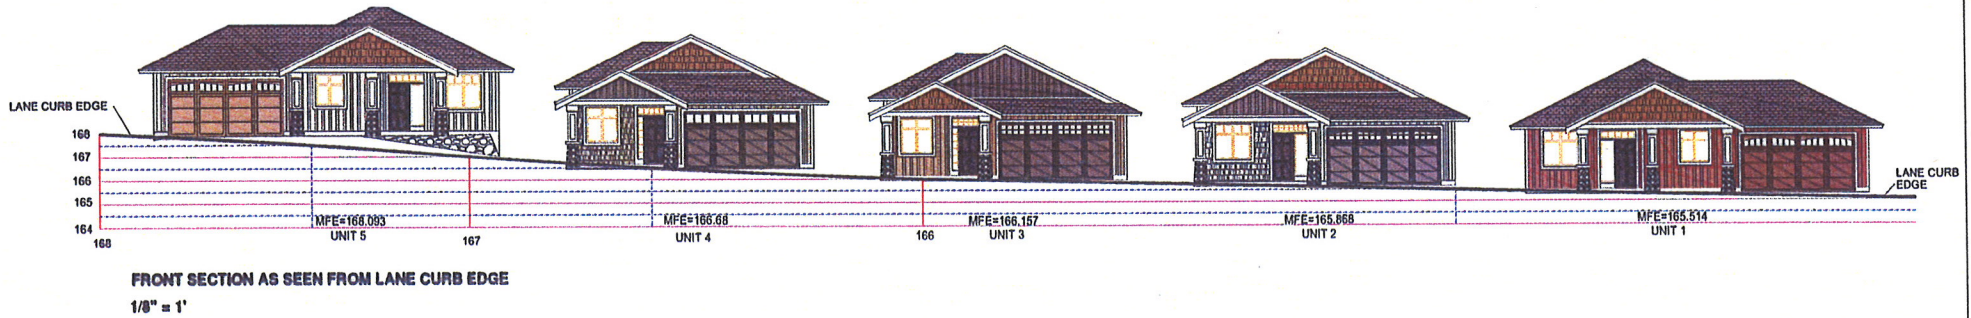 LANE CURB EDGE
168
167
166
165
164
LANE CURB
EDGE
MFE=168.093
MFE=166.68
MFE=166.157
MFE=165.868
MFE=165.514
168
UNIT 5
167
UNIT 4
166
UNIT 3
UNIT 2
UNIT 1
FRONT SECTION AS SEEN FROM LANE CURB EDGE
1/8" = 1'